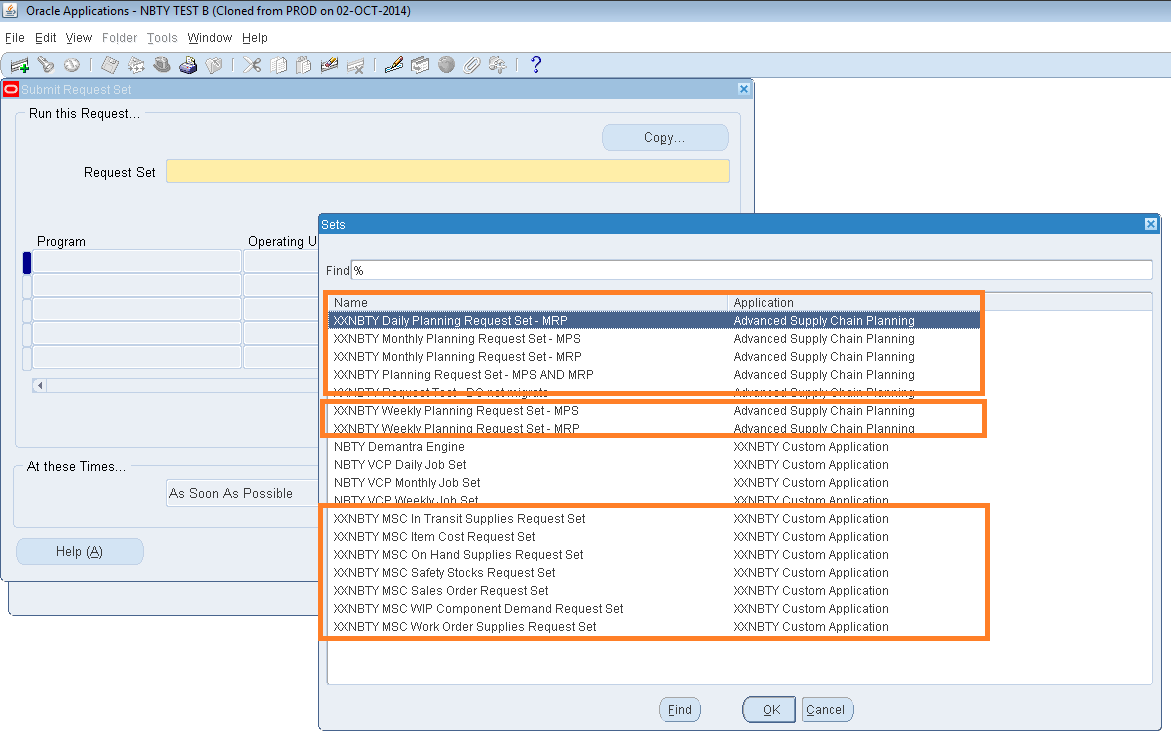 Oracle Applications - NBTY TEST B (Cloned from PROD on 02-OCT-2014)
File Edit View Folder Tools Window Help
Submit Request Set
Run this Request...
Copy...
Request Set
Program Operating U
At these Times...
As Soon As Possible
Help (A)
Sets
Find %
Name Application
XXNBTY Daily Planning Request Set - MRP Advanced Supply Chain Planning
XXNBTY Monthly Planning Request Set - MPS Advanced Supply Chain Planning
XXNBTY Monthly Planning Request Set - MRP Advanced Supply Chain Planning
XXNBTY Planning Request Set - MPS AND MRP Advanced Supply Chain Planning
XXNBTY Request Test - DO not migrate Advanced Supply Chain Planning
XXNBTY Weekly Planning Request Set - MPS Advanced Supply Chain Planning
XXNBTY Weekly Planning Request Set - MRP Advanced Supply Chain Planning
NBTY Demantra Engine XXNBTY Custom Application
NBTY VCP Daily Job Set XXNBTY Custom Application
NBTY VCP Monthly Job Set XXNBTY Custom Application
NBTY VCP Weekly Job Set XXNBTY Custom Application
XXNBTY MSC In Transit Supplies Request Set XXNBTY Custom Application
XXNBTY MSC Item Cost Request Set XXNBTY Custom Application
XXNBTY MSC On Hand Supplies Request Set XXNBTY Custom Application
XXNBTY MSC Safety Stocks Request Set XXNBTY Custom Application
XXNBTY MSC Sales Order Request Set XXNBTY Custom Application
XXNBTY MSC WIP Component Demand Request Set XXNBTY Custom Application
XXNBTY MSC Work Order Supplies Request Set XXNBTY Custom Application
Find OK Cancel